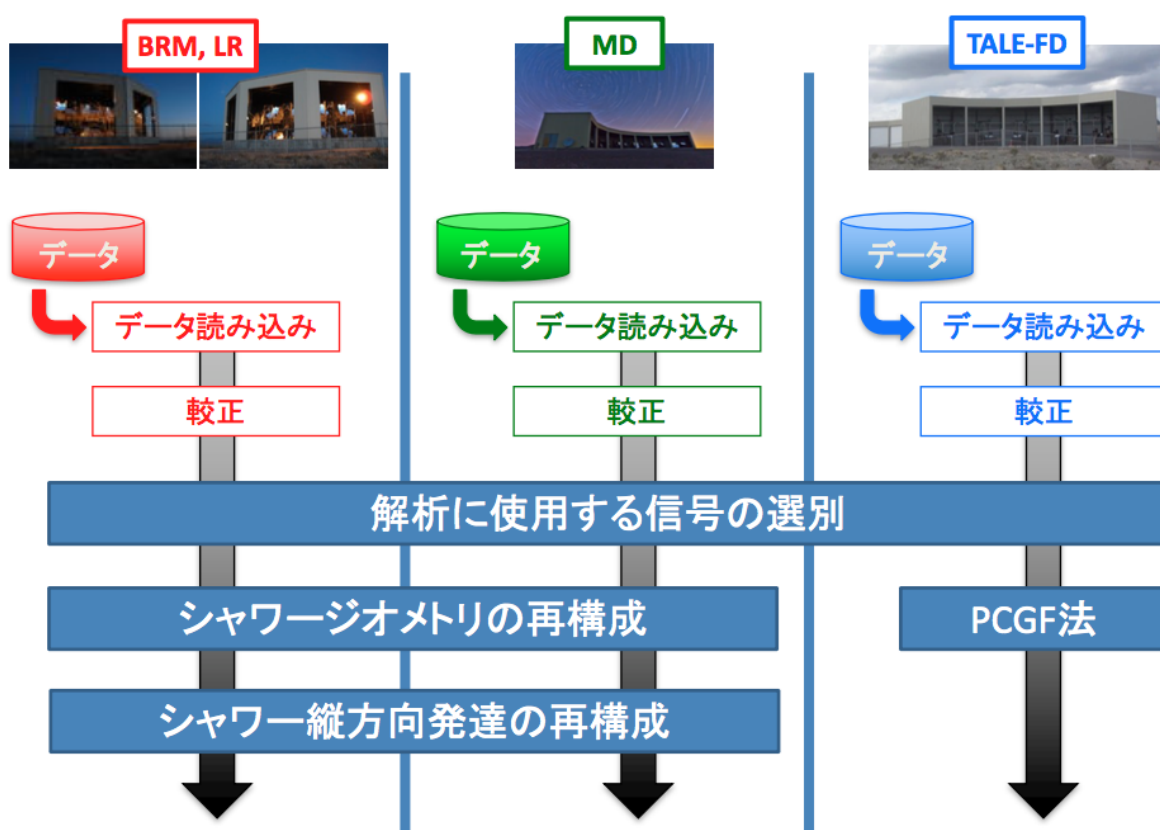 BRM, LR
MD
TALE-FD
データ
データ
データ
データ読み込み
データ読み込み
データ読み込み
較正
較正
較正
解析に使用する信号の選別
シャワージオメトリの再構成
PCGF法
シャワー縦方向発達の再構成